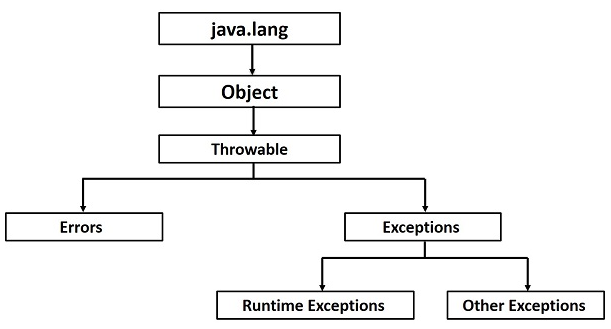 java.lang
Object
Throwable
Errors
Exceptions
Runtime Exceptions
Other Exceptions